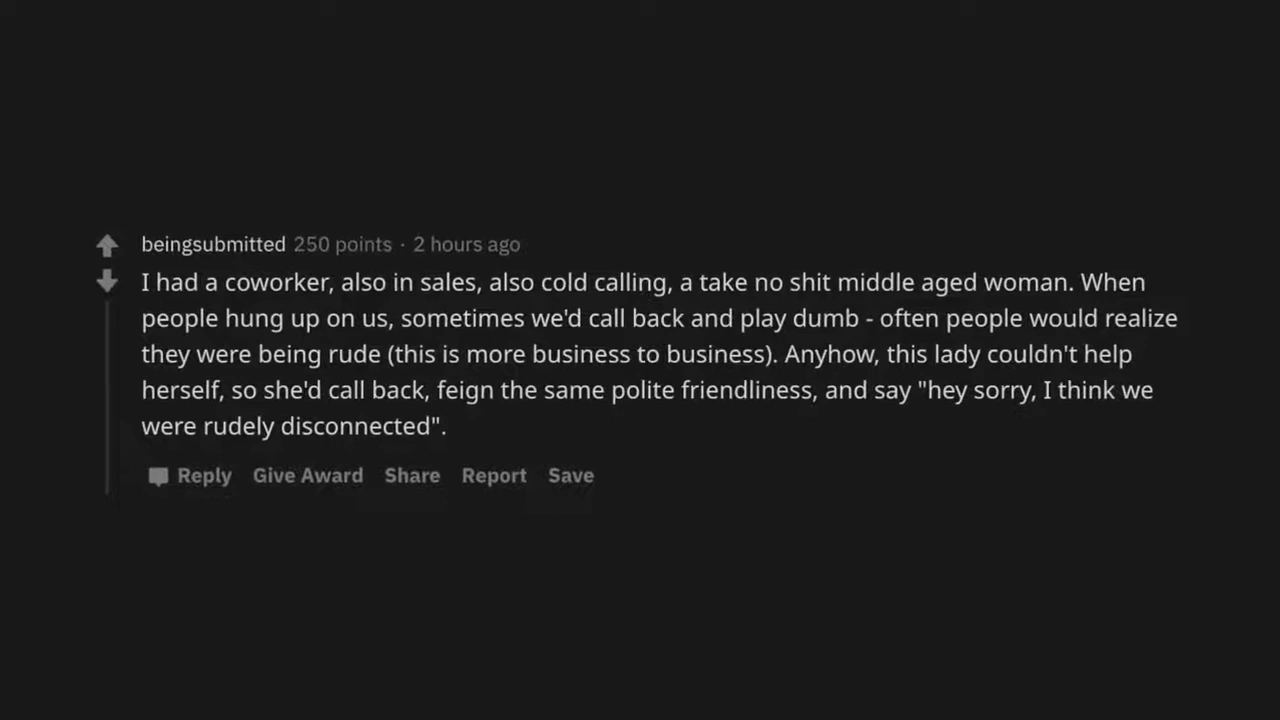 beingsubmitted 250 points · 2 hours ago
I had a coworker, also in sales, also cold calling, a take no shit middle aged woman. When
people hung up on us, sometimes we'd call back and play dumb - often people would realize
they were being rude (this is more business to business). Anyhow, this lady couldn't help
herself, so she'd call back, feign the same polite friendliness, and say "hey sorry, I think we
were rudely disconnected".
Reply Give Award Share Report Save